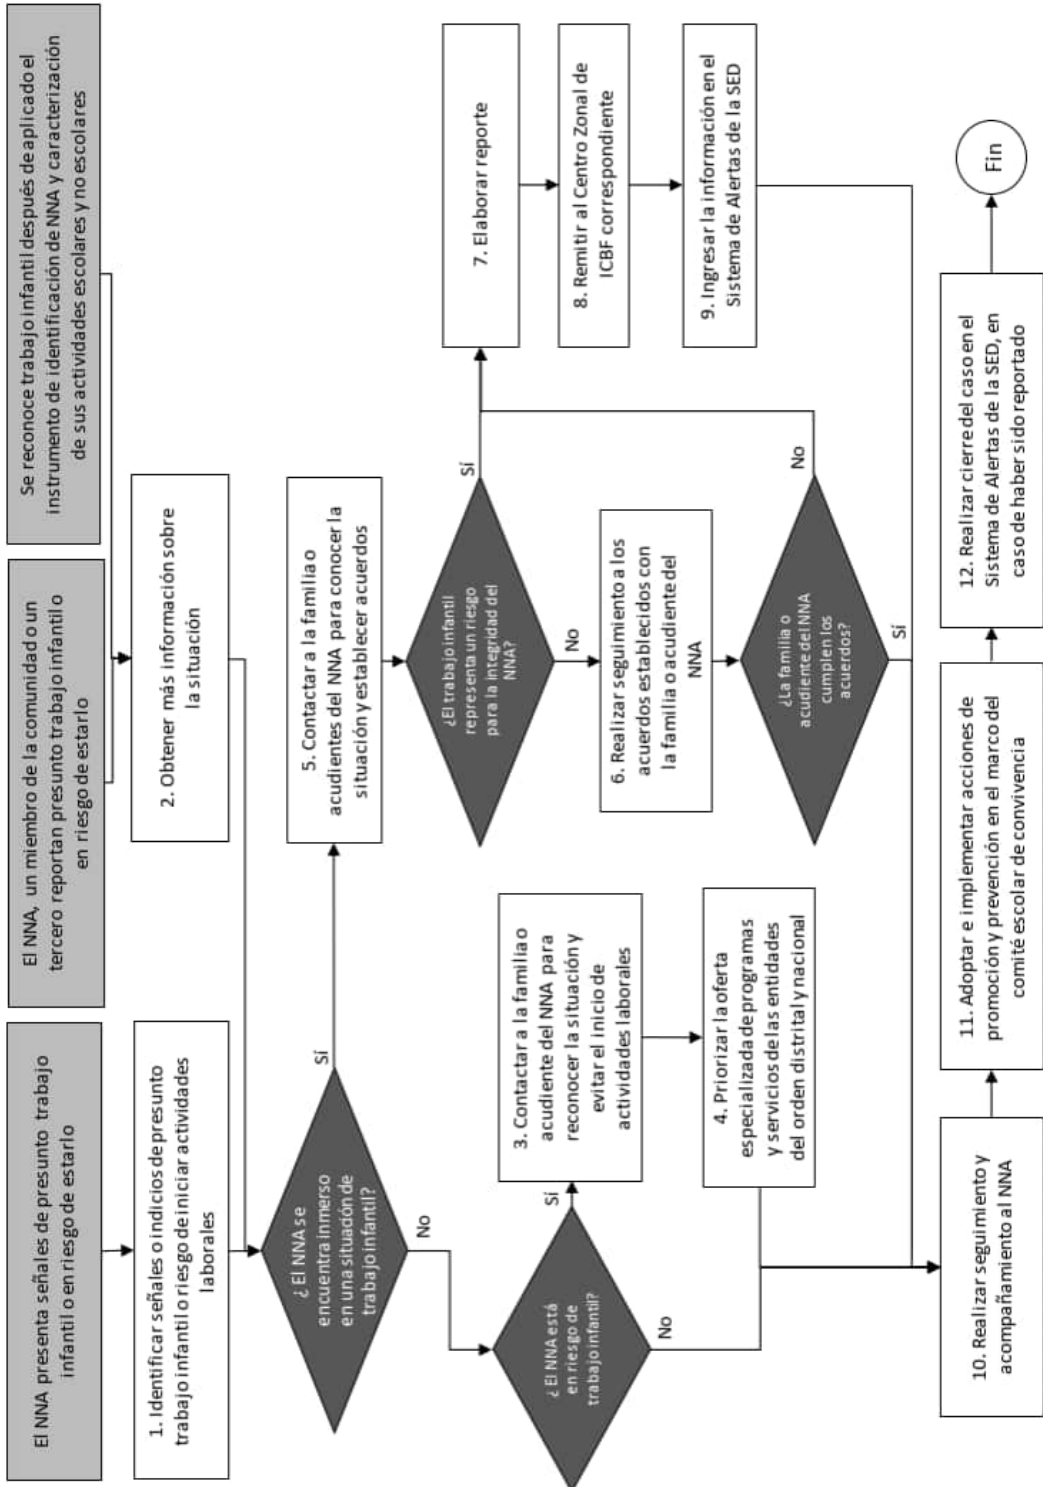 El NNA presenta señales de presunto trabajo
infantil o en riesgo de estarlo
El NNA, un miembro de la comunidad o un
tercero reportan presunto trabajo infantil o
en riesgo de estarlo
Se reconoce trabajo infantil después de aplicado el
instrumento de identificación de NNA y caracterización
de sus actividades escolares y no escolares
1. Identificar señales o indicios de presunto
trabajo infantil o riesgo de iniciar actividades
laborales
2. Obtener más información sobre
la situación
¿El NNA se
encuentra inmerso
en una situación de
trabajo infantil?
Sí
No
5. Contactar a la familia o
acudientes del NNA para conocer la
situación y establecer acuerdos
¿El NNA está
en riesgo de
trabajo infantil?
Sí
No
3. Contactar a la familia o
acudiente del NNA para
reconocer la situación y
evitar el inicio de
actividades laborales
4. Priorizar la oferta
especializada de programas
y servicios de las entidades
del orden distrital y nacional
¿El trabajo infantil
representa un riesgo
para la integridad del
NNA?
Sí
No
6. Realizar seguimiento a los
acuerdos establecidos con
la familia o acudiente del
NNA
¿La familia o
acudiente del NNA
cumplen los
acuerdos?
No
Sí
7. Elaborar reporte
8. Remitir al Centro Zonal de
ICBF correspondiente
9. Ingresar la información en el
Sistema de Alertas de la SED
10. Realizar seguimiento y
acompañamiento al NNA
11. Adoptar e implementar acciones de
promoción y prevención en el marco del
comité escolar de convivencia
12. Realizar cierre del caso en el
Sistema de Alertas de la SED, en
caso de haber sido reportado
Fin